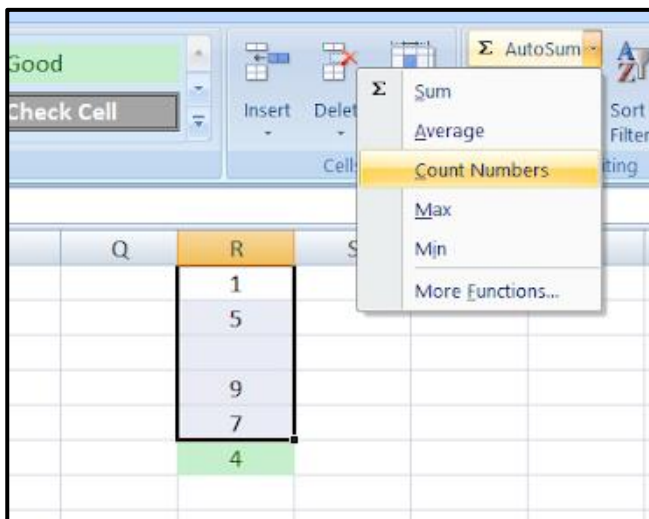 Good
Check Cell
Insert
Delet
Σ AutoSum
Sort
Filter
Cells
iting
Σ Sum
Average
Count Numbers
Max
Min
More Functions...
Q R S
1
5
9
7
4